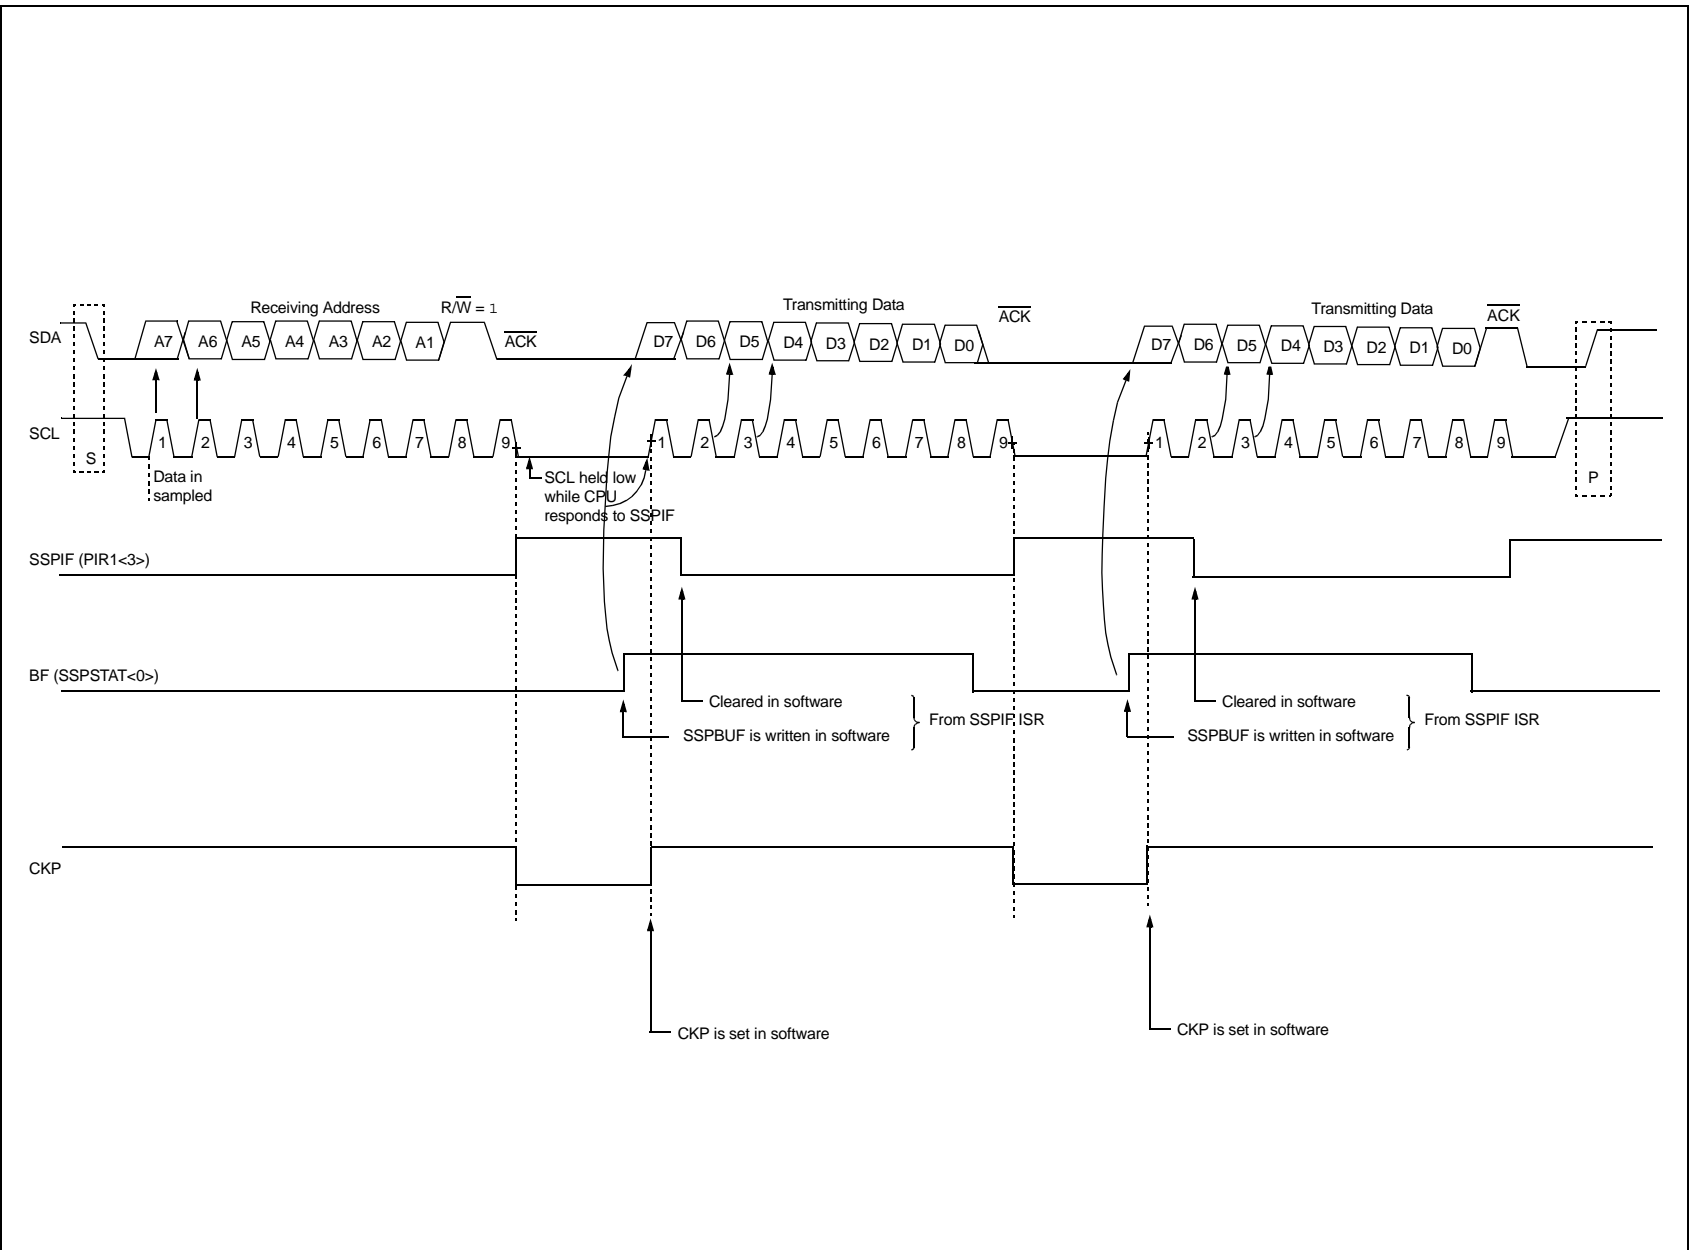 Receiving Address
R/W = 1
Transmitting Data
ACK
Transmitting Data
ACK
SDA
A7 A6 A5 A4 A3 A2 A1
ACK
D7 D6 D5 D4 D3 D2 D1 D0
D7 D6 D5 D4 D3 D2 D1 D0
SCL
S
1 2 3 4 5 6 7 8 9
1 2 3 4 5 6 7 8 9
1 2 3 4 5 6 7 8 9
P
Data in
sampled
SCL held low
while CPU
responds to SSPIF
SSPIF (PIR1<3>)
BF (SSPSTAT<0>)
Cleared in software
SSPBUF is written in software
From SSPIF ISR
Cleared in software
SSPBUF is written in software
From SSPIF ISR
CKP
CKP is set in software
CKP is set in software